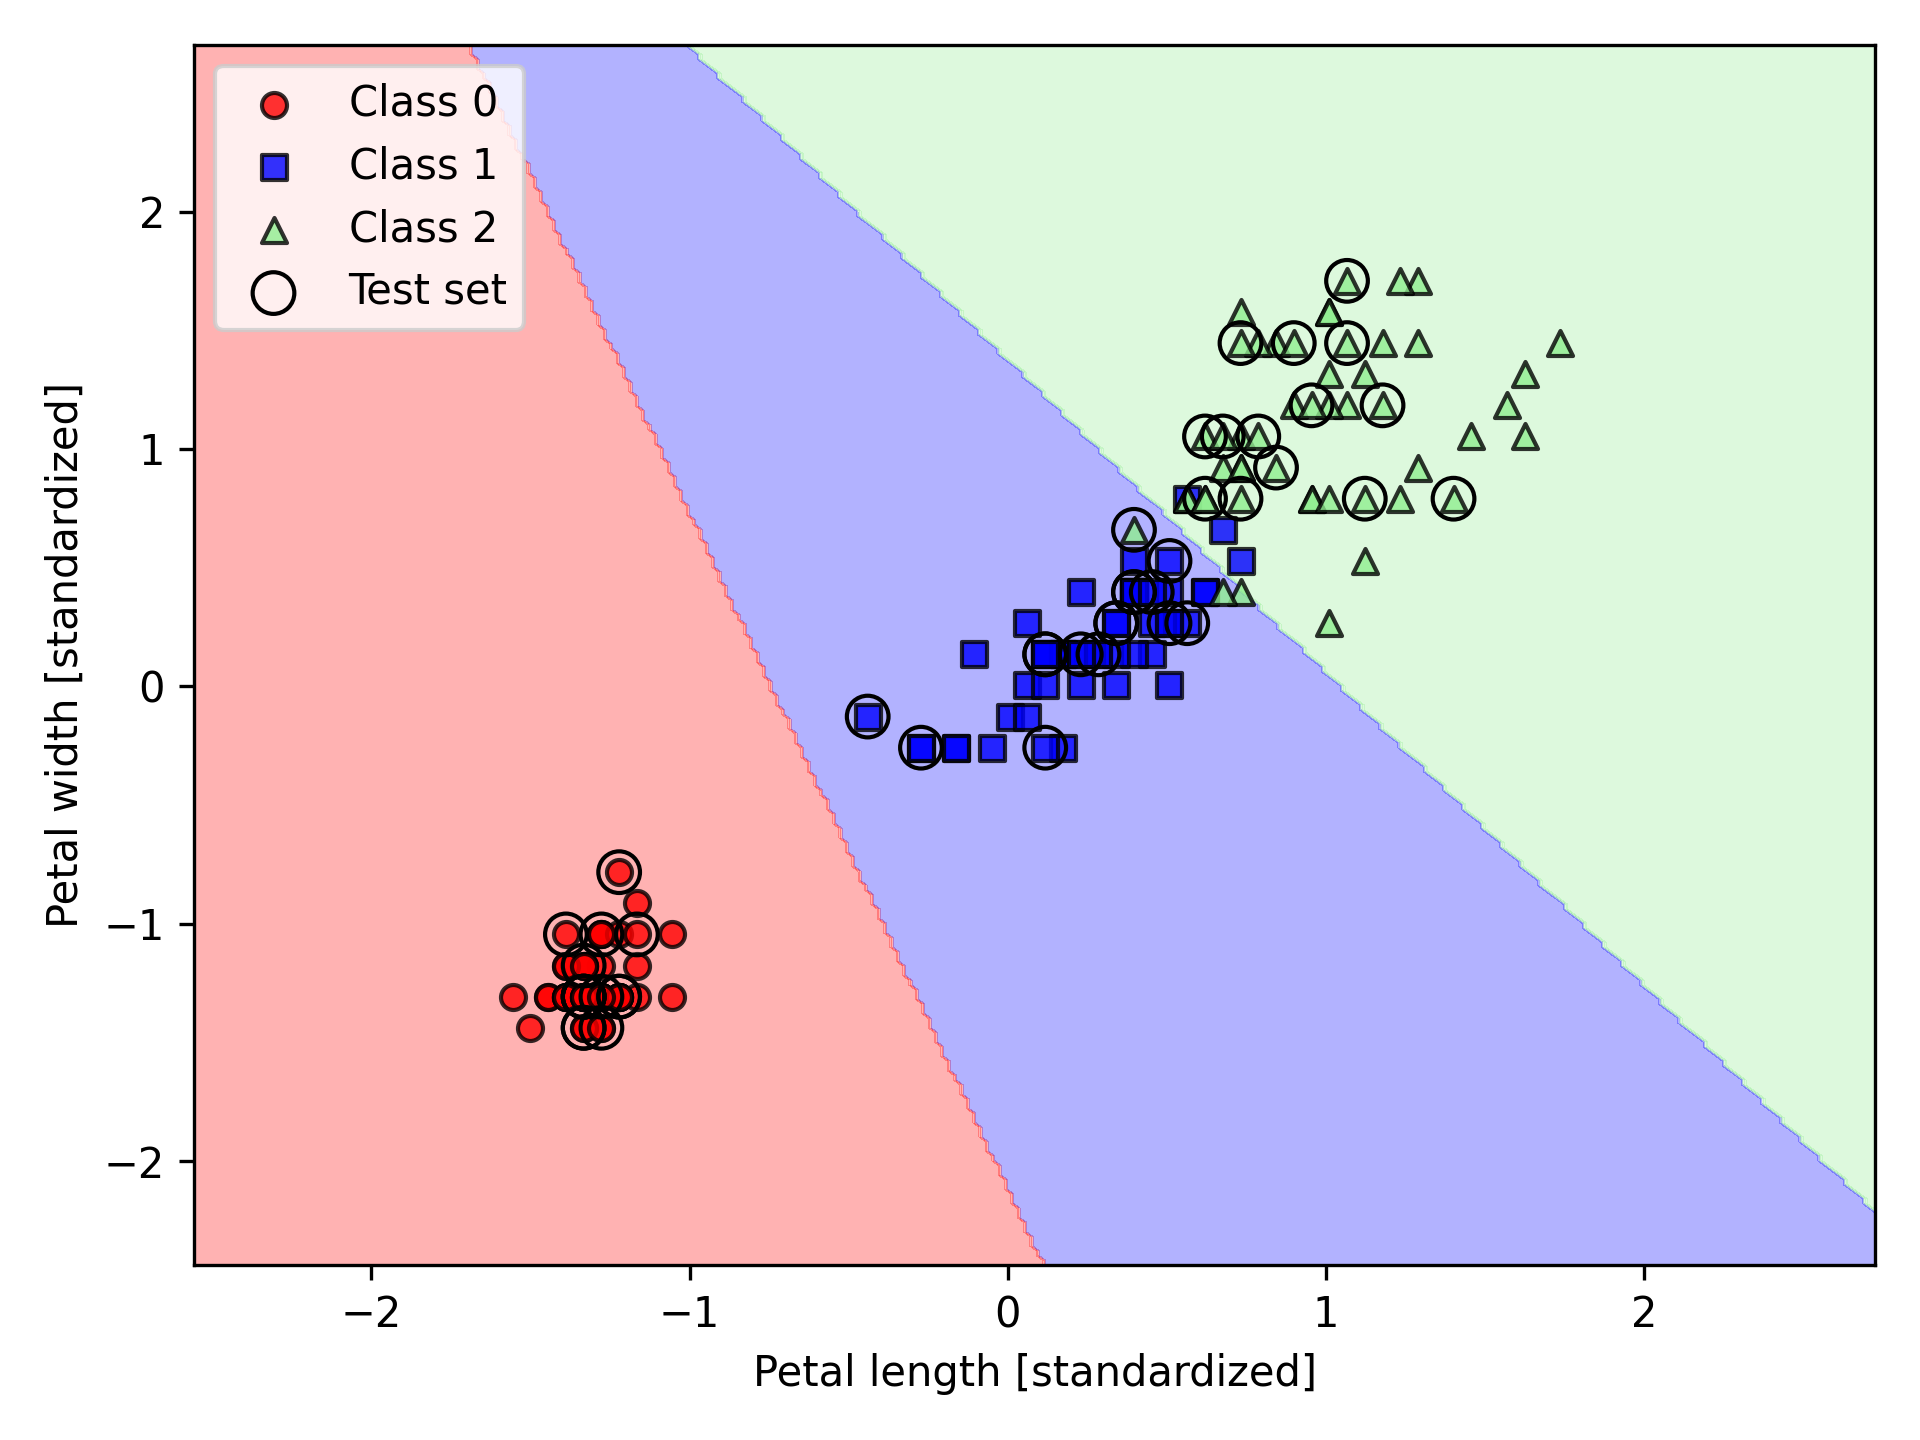 Class 0
Class 1
Class 2
Test set
2
1
0
−1
−2
Petal width [standardized]
−2
−1
0
1
2
Petal length [standardized]